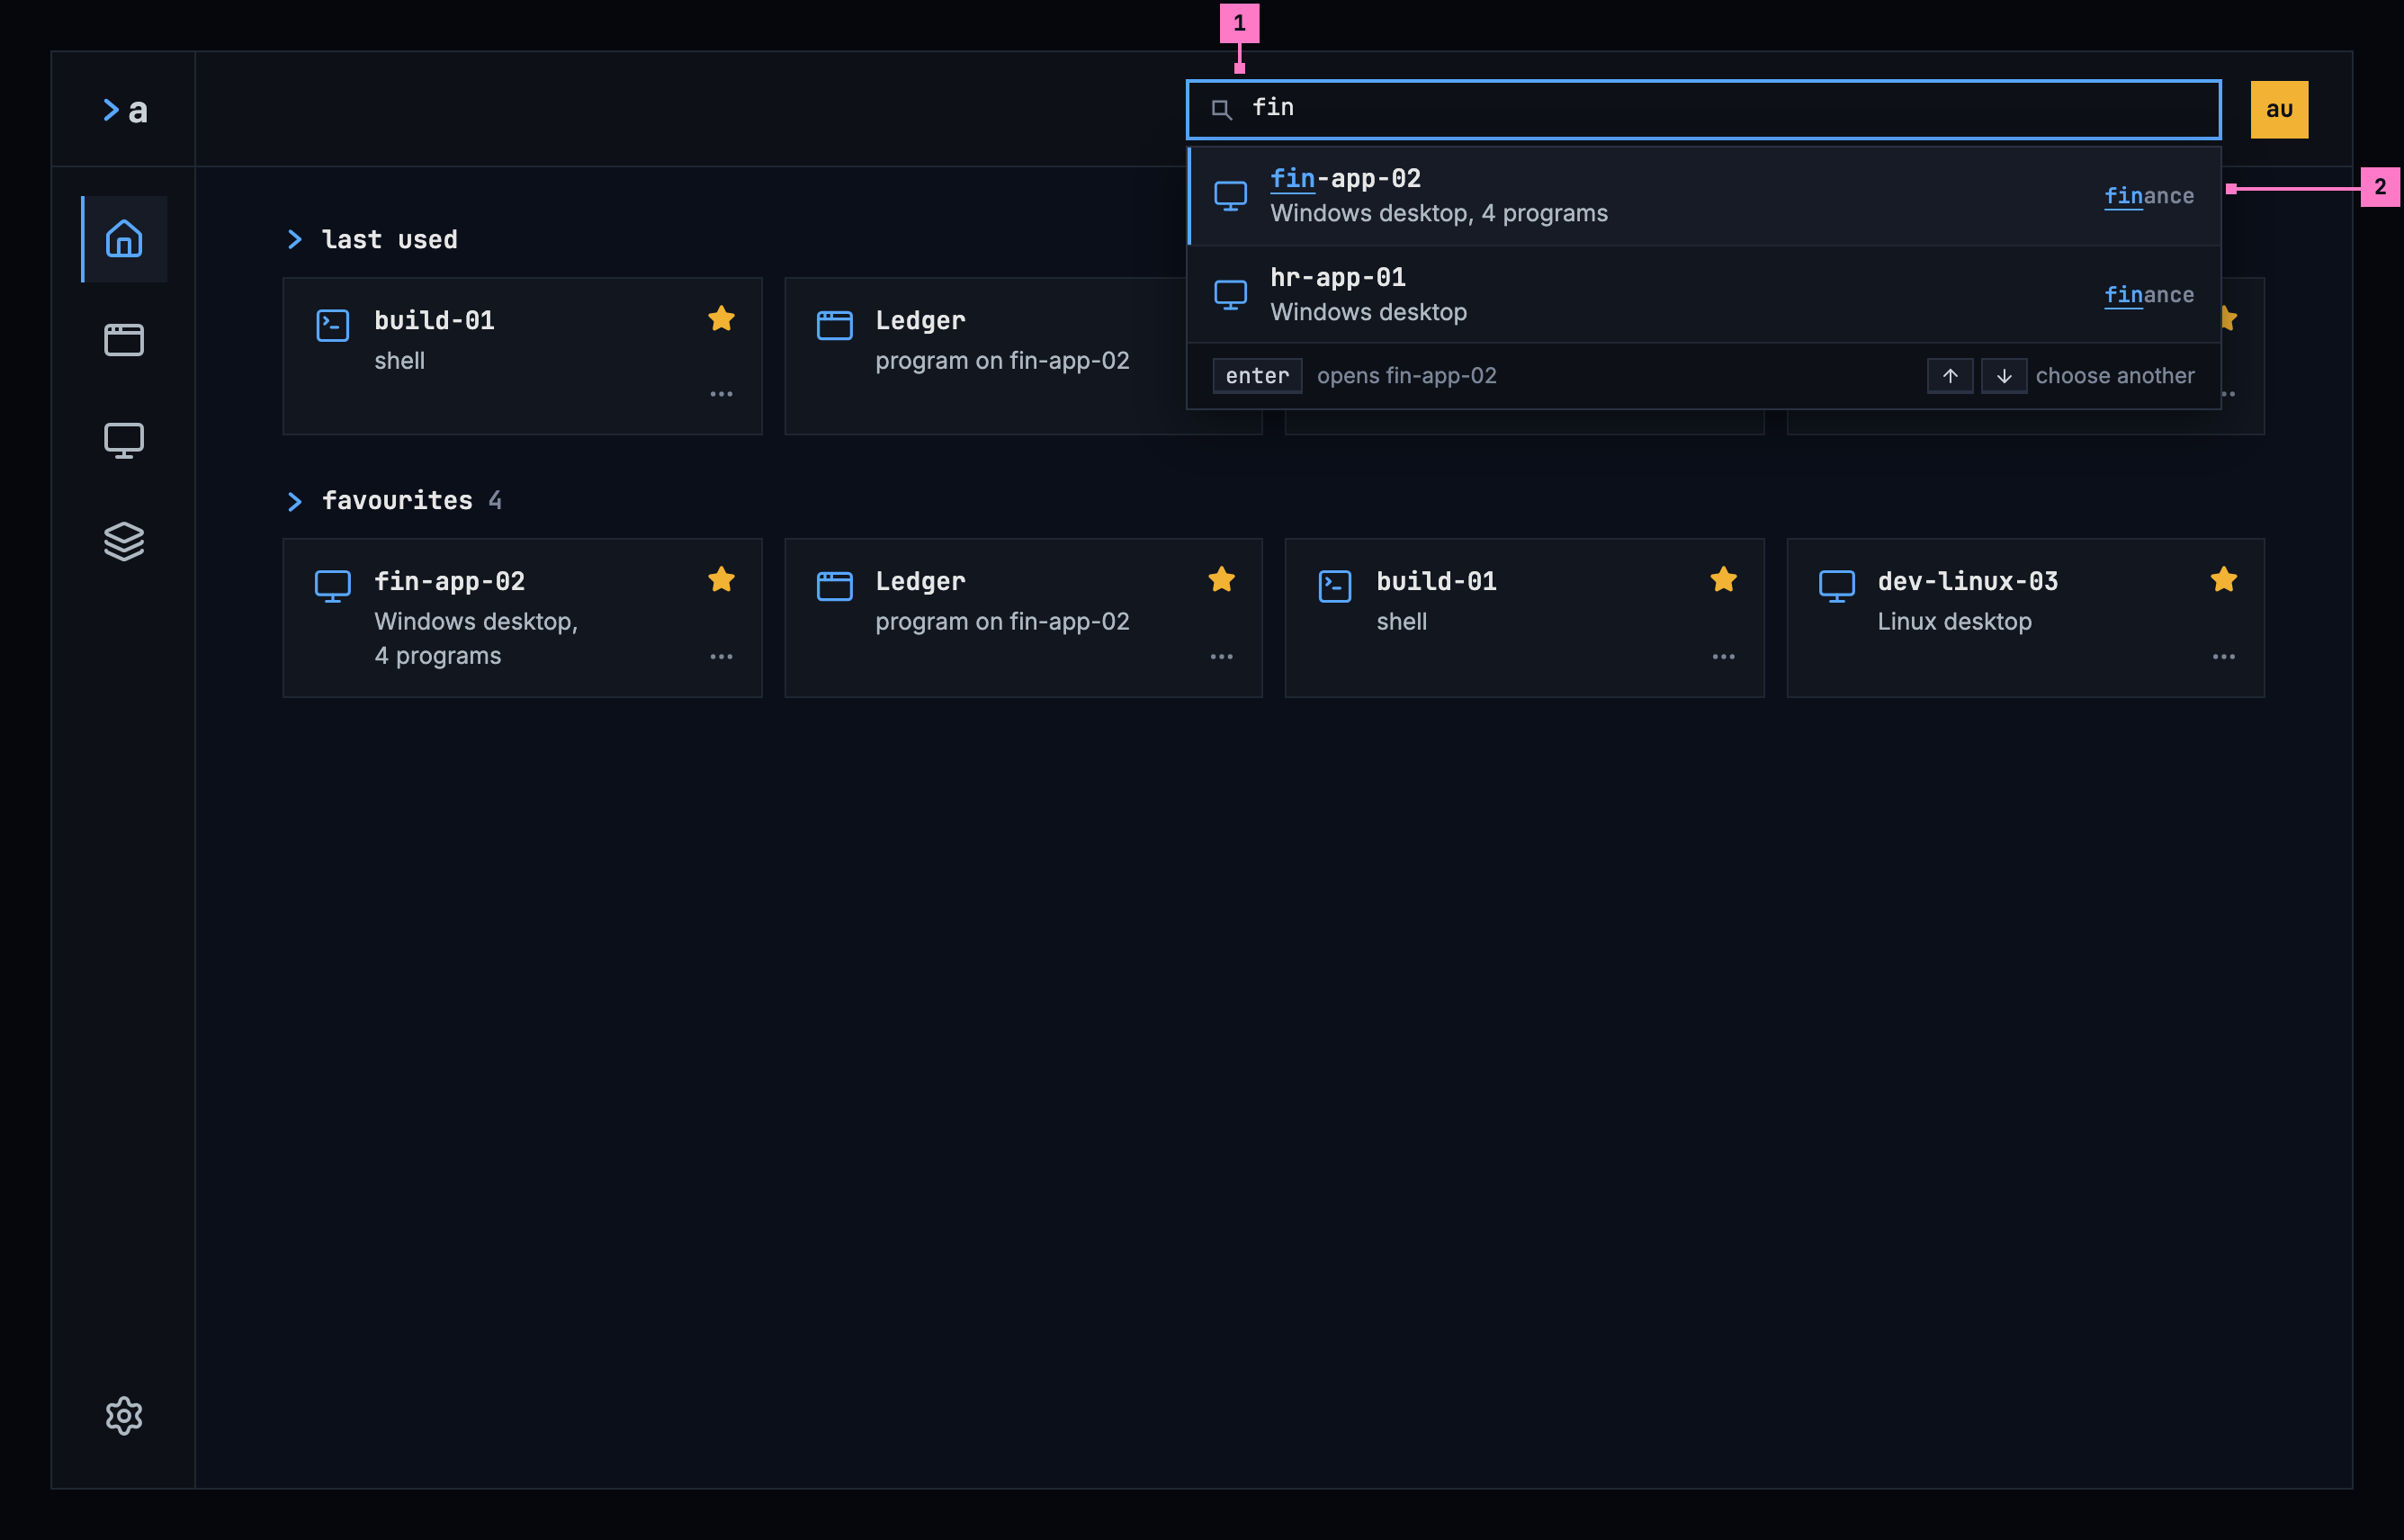 1
> a
fin
au
fin-app-02
Windows desktop, 4 programs
finance
2
hr-app-01
Windows desktop
finance
enter opens fin-app-02
↑ ↓ choose another
> last used
build-01
shell
...
Ledger
program on fin-app-02
> favourites 4
fin-app-02
Windows desktop,
4 programs
...
Ledger
program on fin-app-02
...
build-01
shell
...
dev-linux-03
Linux desktop
...